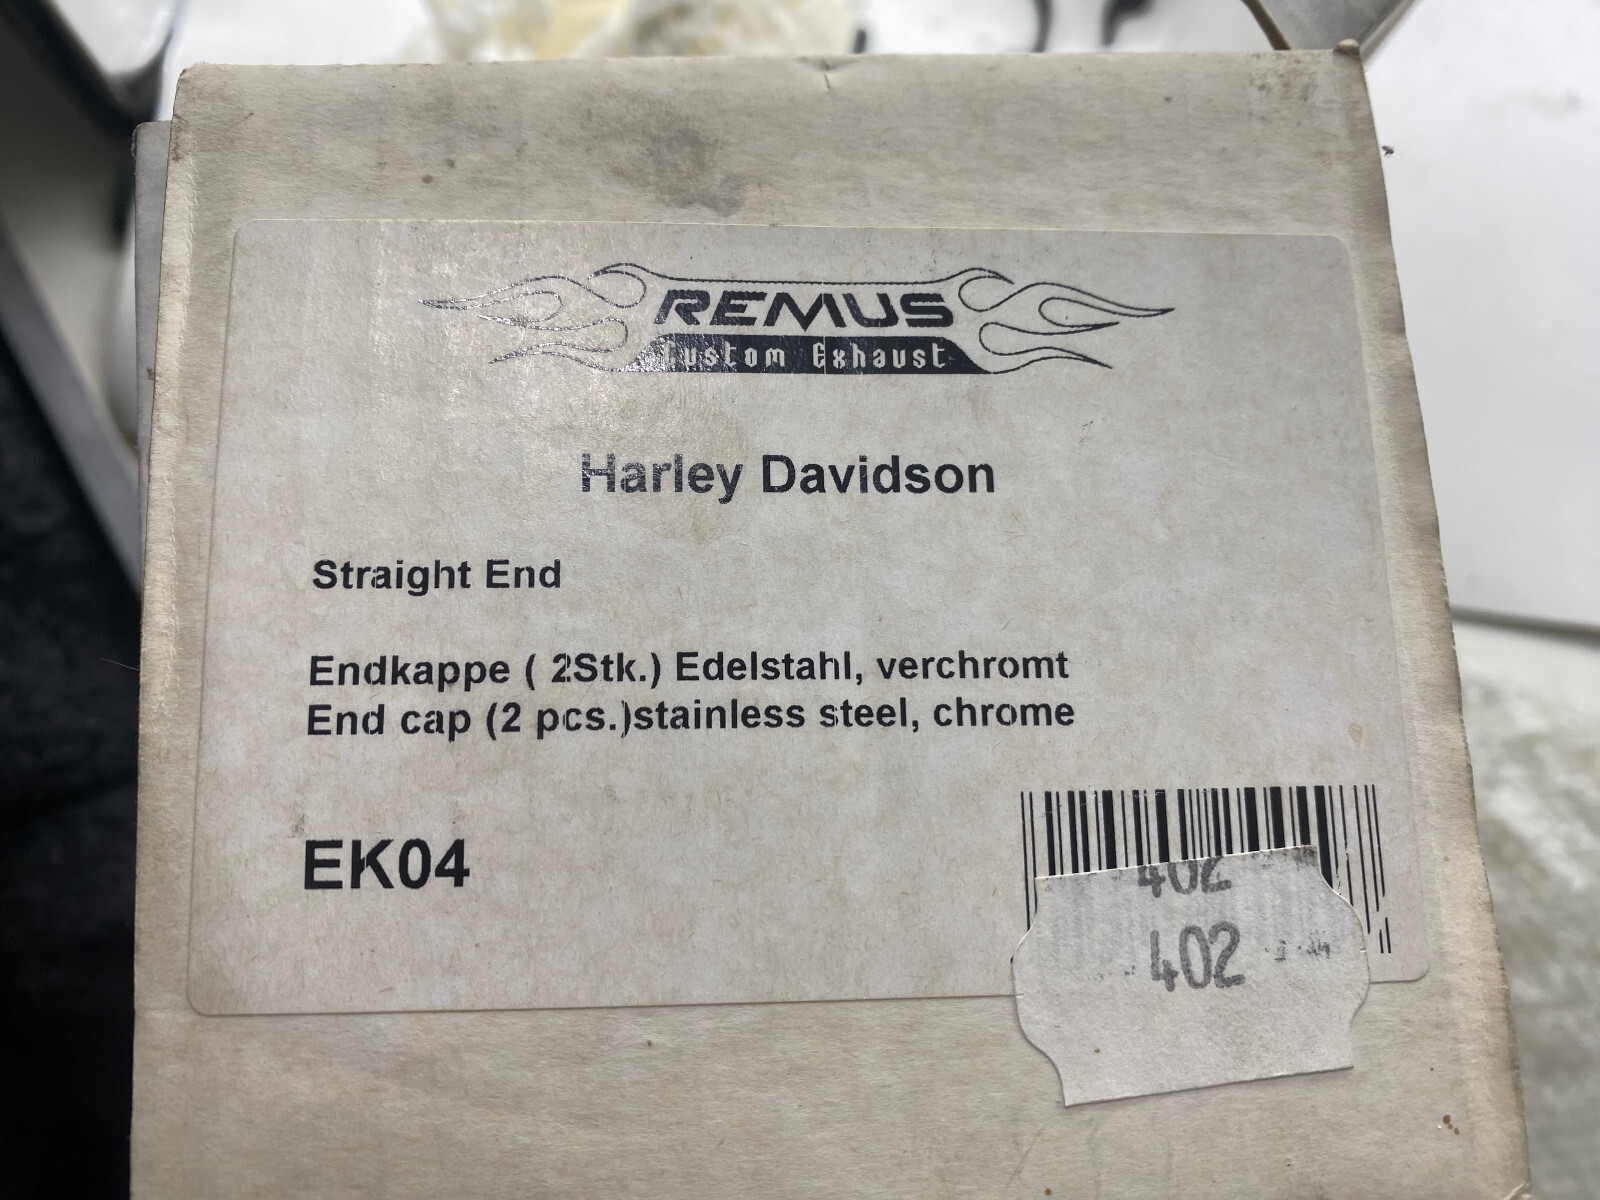 REMUS
Custom Exhaust
Harley Davidson
Straight End
Endkappe ( 2Stk.) Edelstahl, verchromt
End cap (2 pcs.)stainless steel, chrome
EK04
402
402